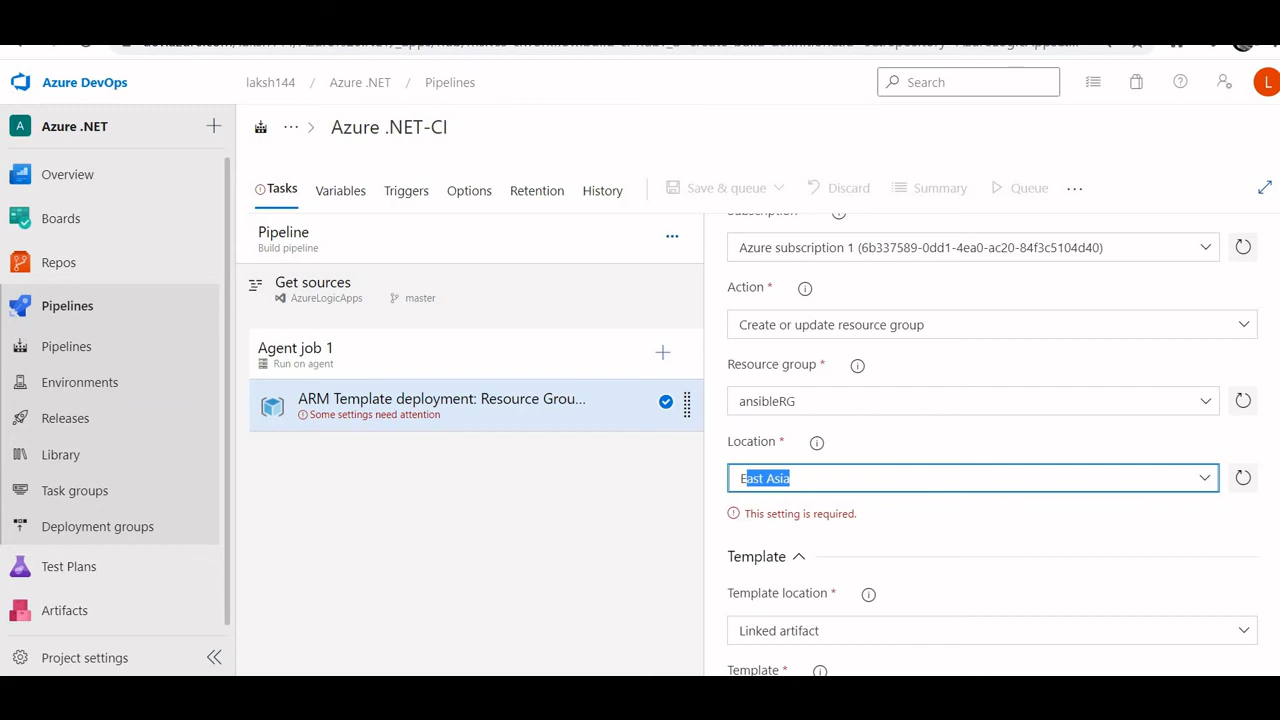 Azure DevOps
laksh144 / Azure .NET / Pipelines
Search
L
A Azure .NET
Azure .NET-CI
Overview
Boards
Repos
Pipelines
Pipelines
Environments
Releases
Library
Task groups
Deployment groups
Test Plans
Artifacts
Project settings
Tasks Variables Triggers Options Retention History
Save & queue Discard Summary Queue
Pipeline
Build pipeline
Get sources
AzureLogicApps master
Agent job 1
Run on agent
ARM Template deployment: Resource Grou...
Some settings need attention
Subscription
Azure subscription 1 (6b337589-0dd1-4ea0-ac20-84f3c5104d40)
Action *
Create or update resource group
Resource group *
ansibleRG
Location *
East Asia
This setting is required.
Template
Template location *
Linked artifact
Template *